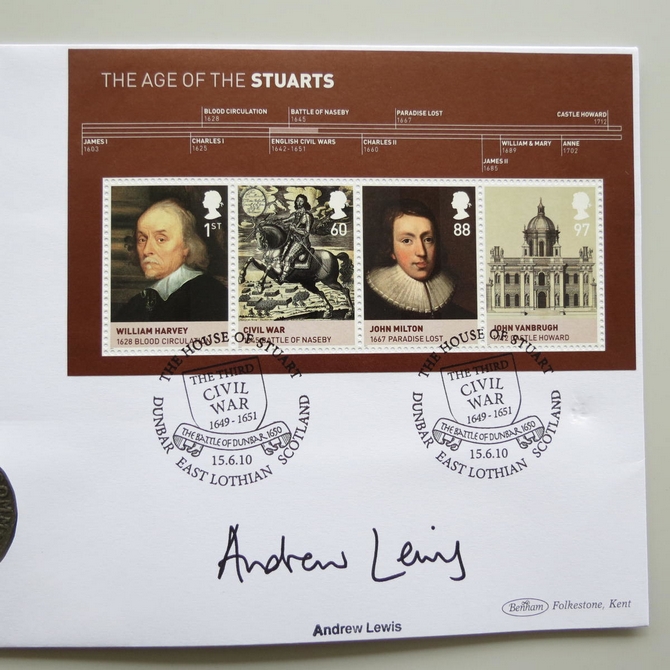 THE AGE OF THE STUARTS
BLOOD CIRCULATION
1628
BATTLE OF NASEBY
1645
PARADISE LOST
1667
CASTLE HOWARD
1712
JAMES I
1603
CHARLES I
1625
ENGLISH CIVIL WARS
1642-1651
CHARLES II
1660
JAMES II
1685
WILLIAM & MARY
1689
ANNE
1702
1ST
60
88
97
WILLIAM HARVEY
1628 BLOOD CIRCULATION
CIVIL WAR
1645 BATTLE OF NASEBY
JOHN MILTON
1667 PARADISE LOST
JOHN VANBRUGH
1712 CASTLE HOWARD
THE HOUSE OF STUART
THE THIRD
CIVIL
WAR
1649 - 1651
THE BATTLE OF DUNBAR 1650
15.6.10
DUNBAR EAST LOTHIAN SCOTLAND
THE HOUSE OF STUART
THE THIRD
CIVIL
WAR
1649 - 1651
THE BATTLE OF DUNBAR 1650
15.6.10
DUNBAR EAST LOTHIAN SCOTLAND
Andrew Lewis
Benham Folkestone, Kent
Andrew Lewis